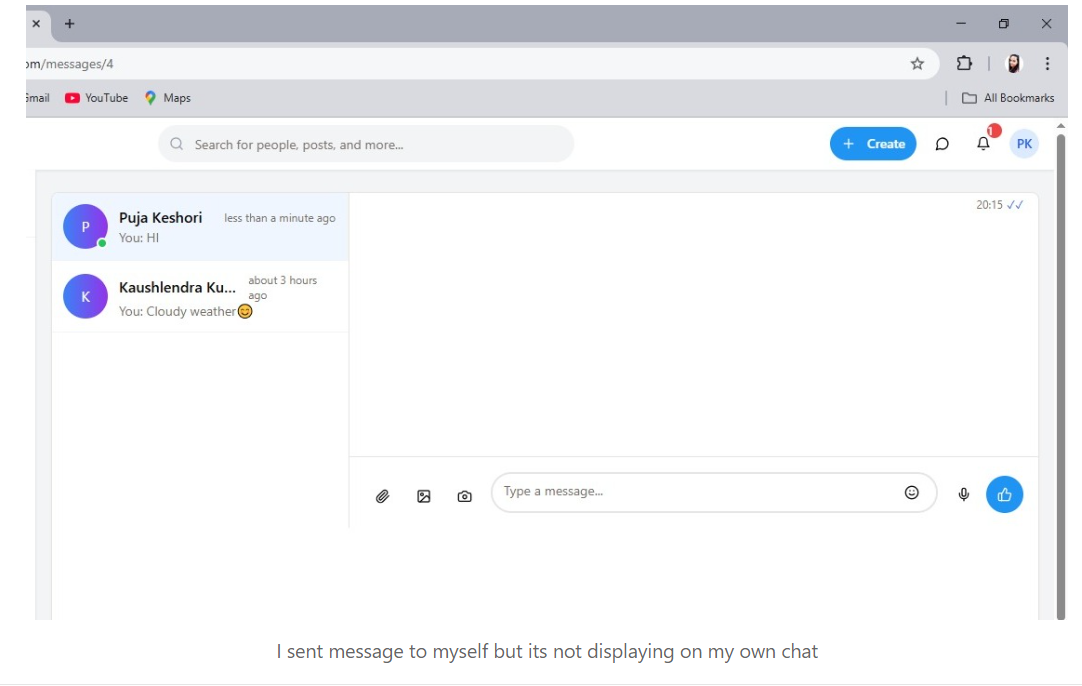 om/messages/4
Gmail YouTube Maps All Bookmarks
Search for people, posts, and more...
+ Create 1 PK
P Puja Keshori less than a minute ago
You: HI
20:15
K Kaushlendra Ku... about 3 hours ago
You: Cloudy weather😊
Type a message...
I sent message to myself but its not displaying on my own chat